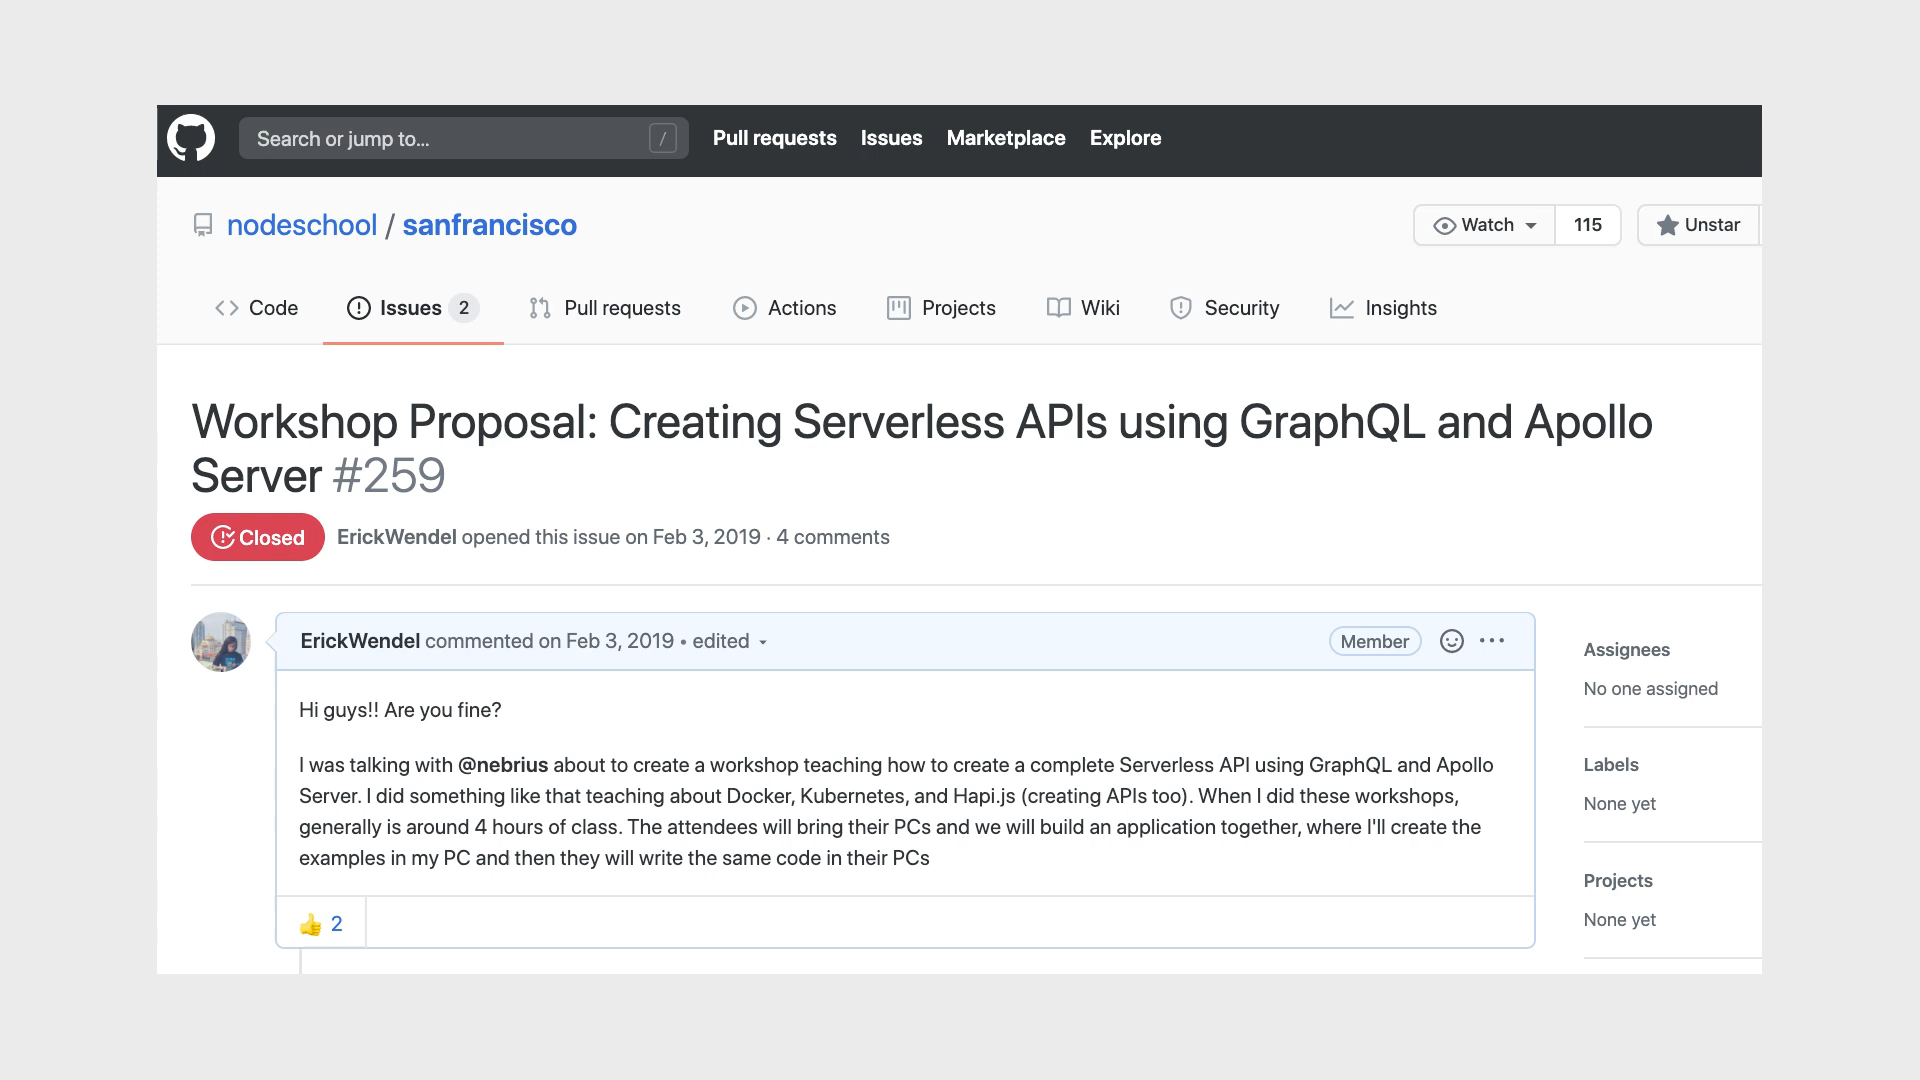 Search or jump to... /
Pull requests Issues Marketplace Explore
nodeschool / sanfrancisco
Watch 115 Unstar
Code Issues 2 Pull requests Actions Projects Wiki Security Insights
Workshop Proposal: Creating Serverless APIs using GraphQL and Apollo
Server #259
Closed ErickWendel opened this issue on Feb 3, 2019 · 4 comments
ErickWendel commented on Feb 3, 2019 • edited Member
Hi guys!! Are you fine?
I was talking with @nebrius about to create a workshop teaching how to create a complete Serverless API using GraphQL and Apollo
Server. I did something like that teaching about Docker, Kubernetes, and Hapi.js (creating APIs too). When I did these workshops,
generally is around 4 hours of class. The attendees will bring their PCs and we will build an application together, where I'll create the
examples in my PC and then they will write the same code in their PCs
👍 2
Assignees
No one assigned
Labels
None yet
Projects
None yet